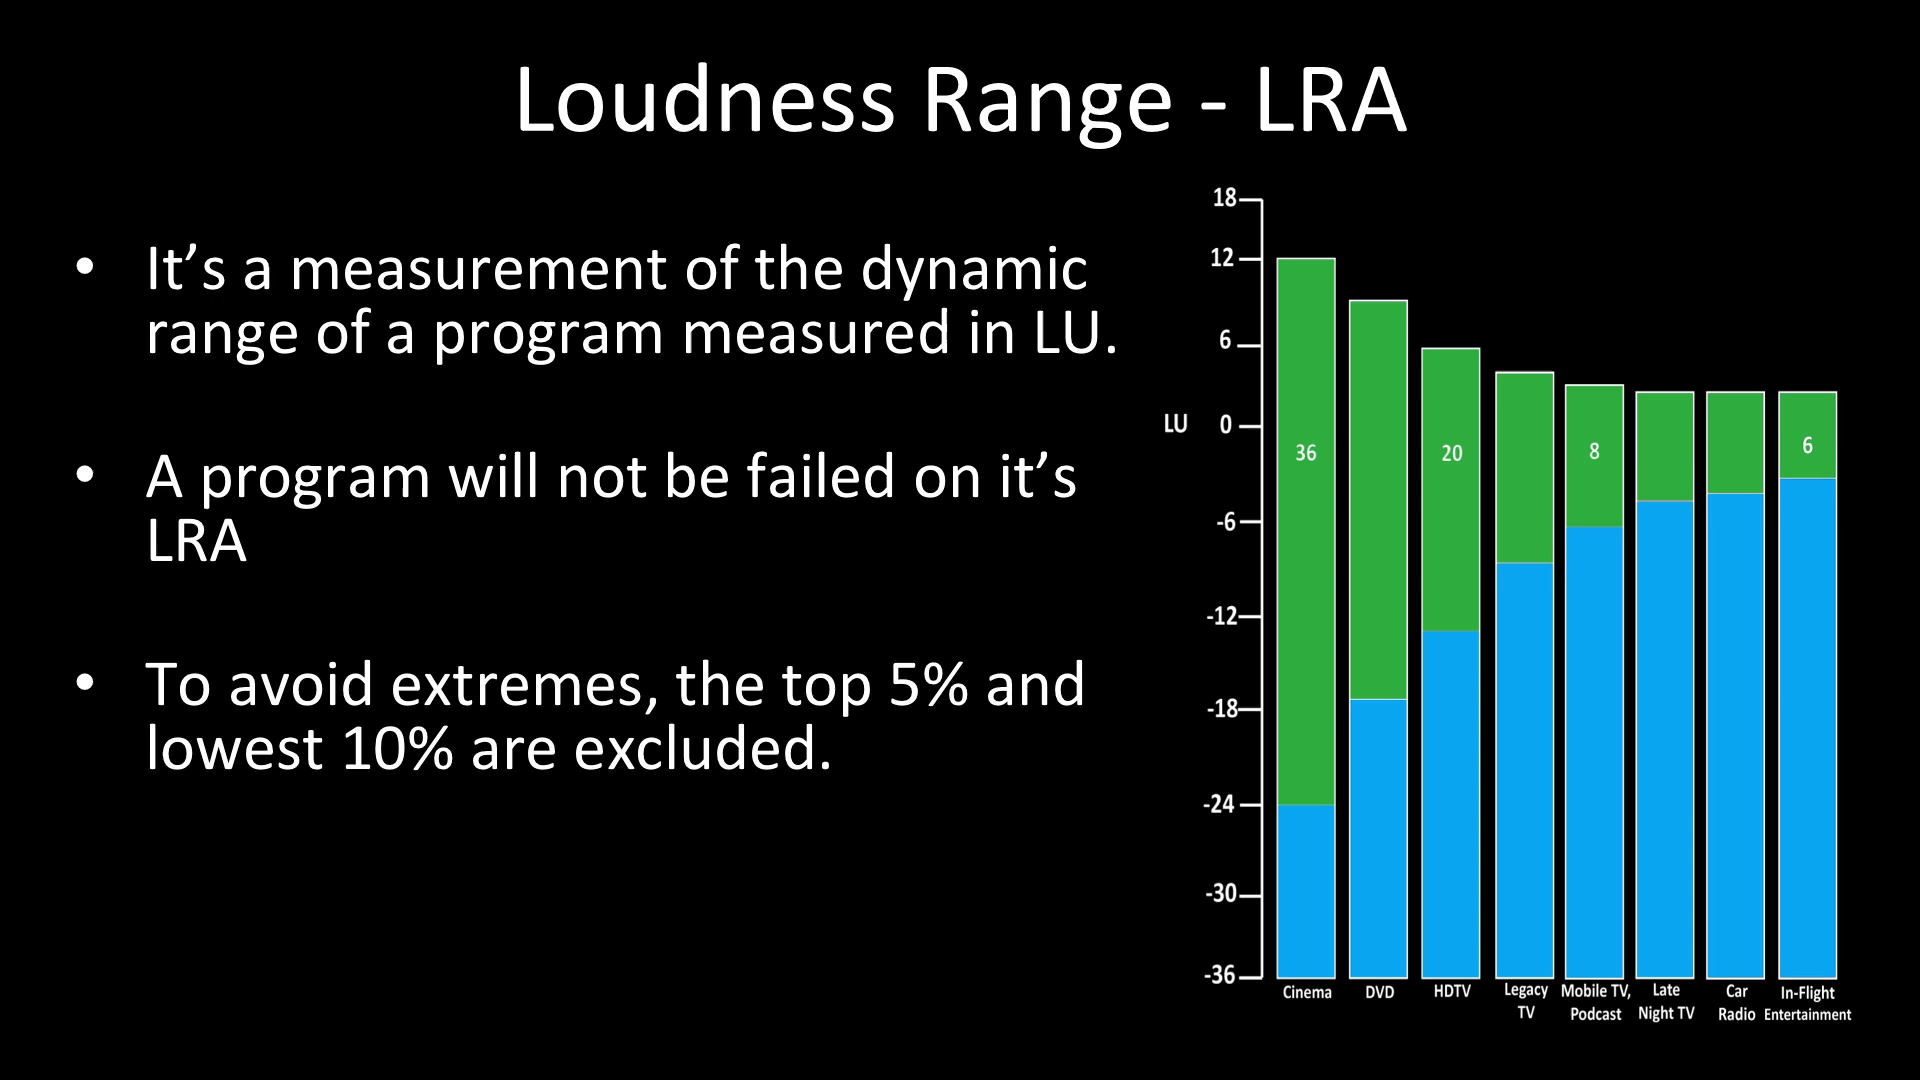 Loudness Range - LRA
• It’s a measurement of the dynamic
range of a program measured in LU.
• A program will not be failed on it’s
LRA
• To avoid extremes, the top 5% and
lowest 10% are excluded.
18
12
6
LU 0
-6
-12
-18
-24
-30
-36
36
20
8
6
Cinema
DVD
HDTV
Legacy
TV
Mobile TV,
Podcast
Late
Night TV
Car
Radio
In-Flight
Entertainment